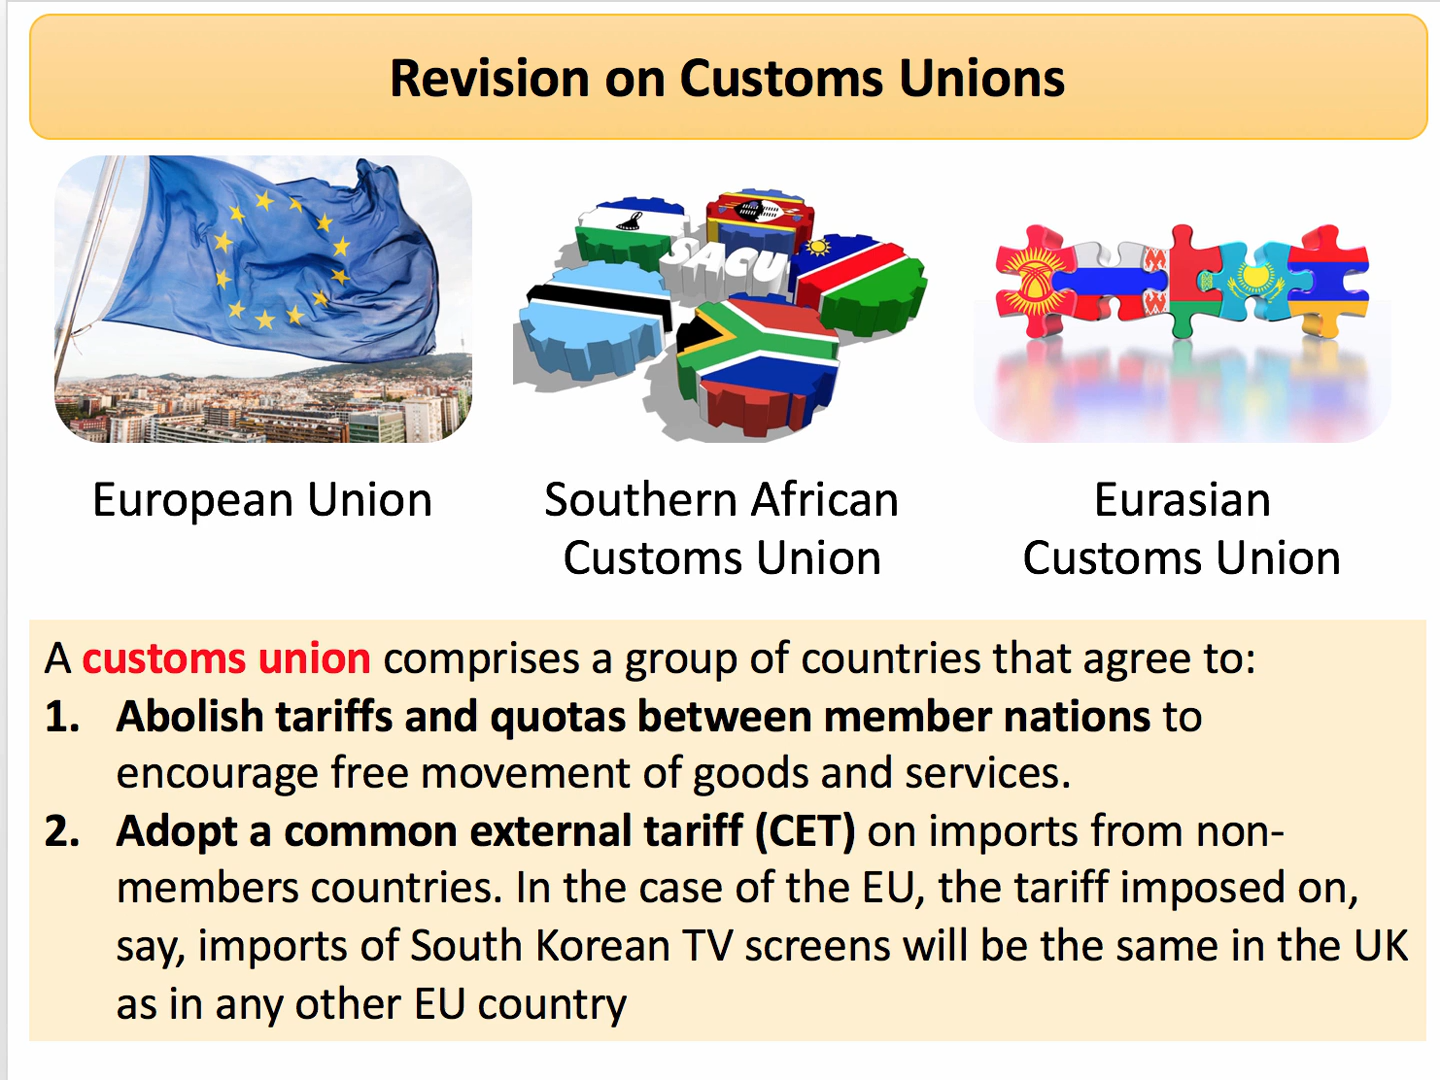 Revision on Customs Unions
SACU
European Union
Southern African
Customs Union
Eurasian
Customs Union
A customs union comprises a group of countries that agree to:
1. Abolish tariffs and quotas between member nations to
encourage free movement of goods and services.
2. Adopt a common external tariff (CET) on imports from non-
members countries. In the case of the EU, the tariff imposed on,
say, imports of South Korean TV screens will be the same in the UK
as in any other EU country